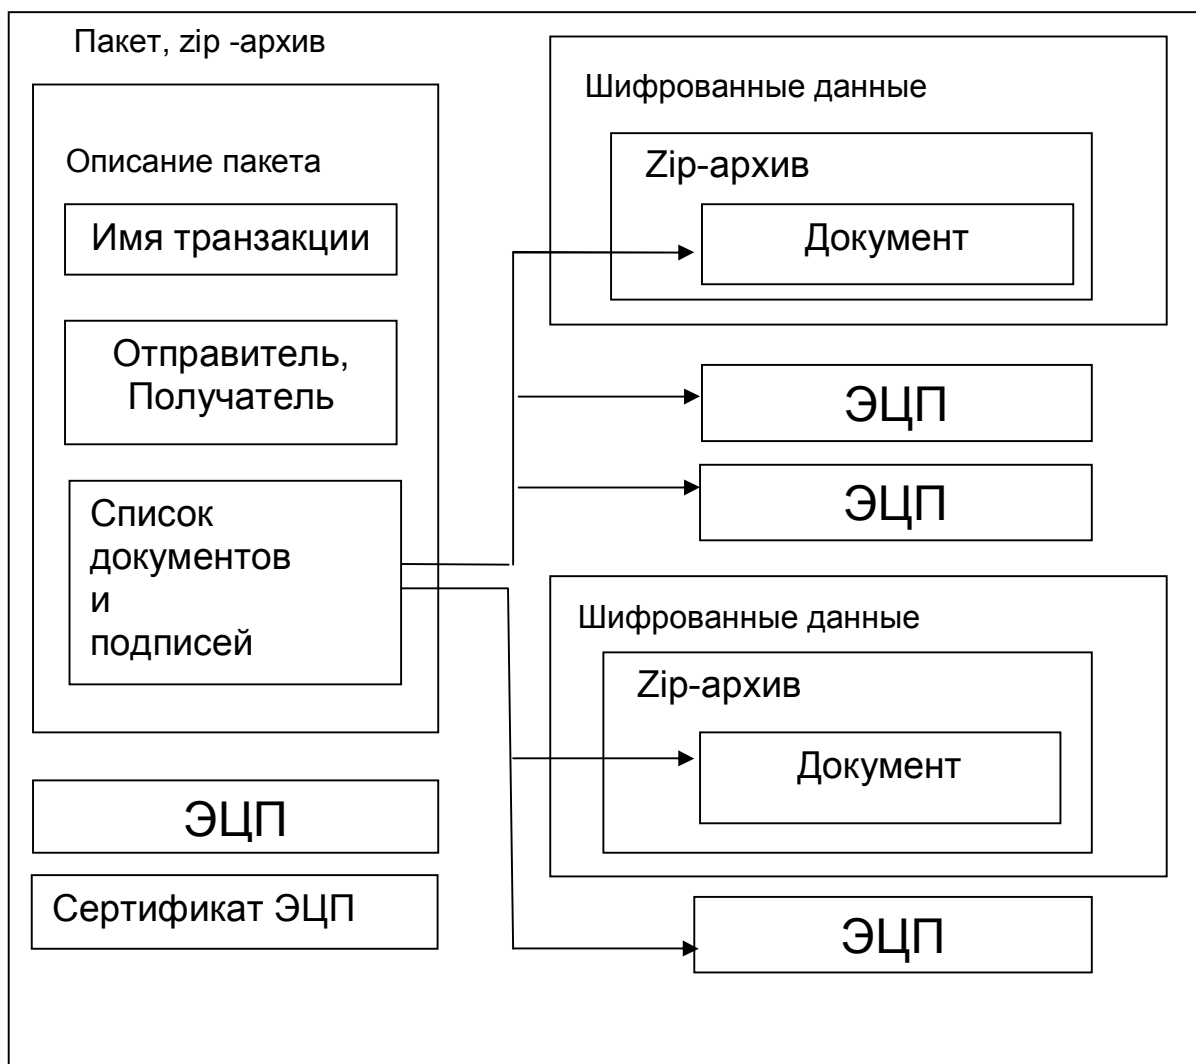 Пакет, zip -архив
Описание пакета
Имя транзакции
Отправитель,
Получатель
Список
документов
и
подписей
ЭЦП
Сертификат ЭЦП
Шифрованные данные
Zip-архив
Документ
ЭЦП
ЭЦП
Шифрованные данные
Zip-архив
Документ
ЭЦП